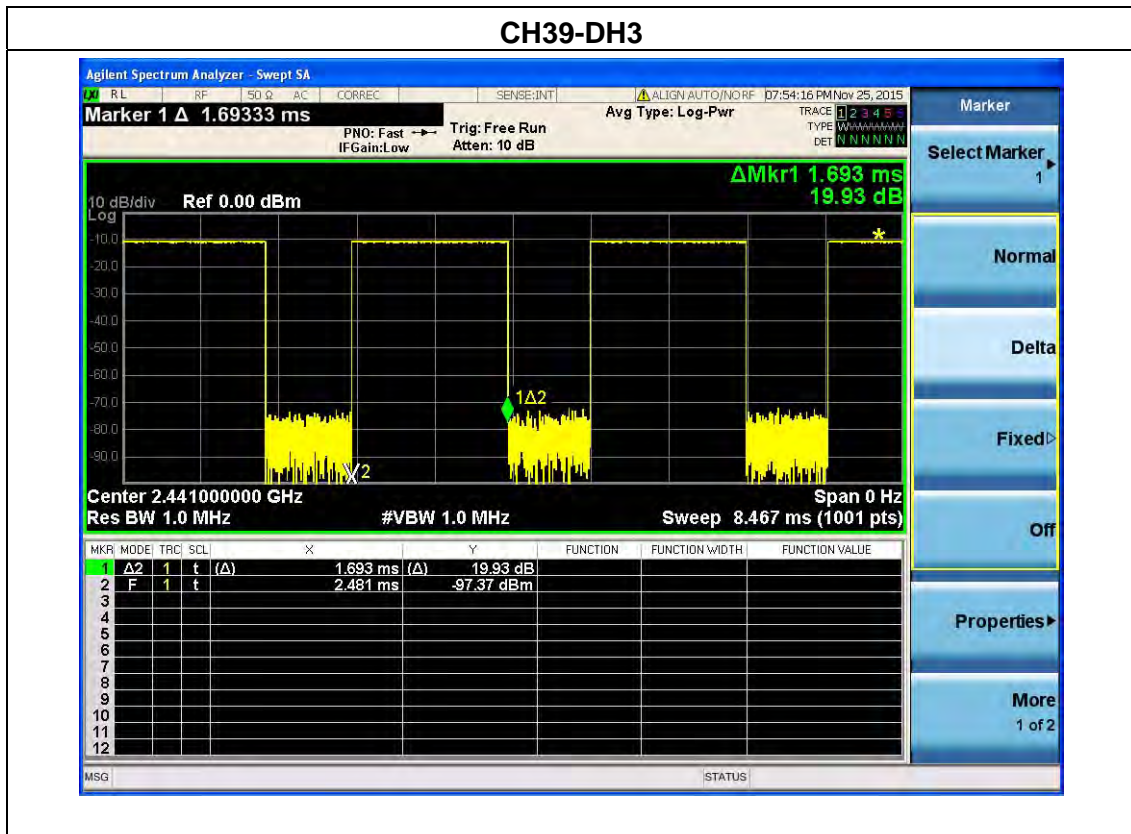 CH39-DH3
Agilent Spectrum Analyzer - Swept SA
LXI RL RF 50 Ω AC CORREC SENSE:INT ALIGN AUTO/NO RF 07:54:16 PM Nov 25, 2015
Marker 1 Δ 1.69333 ms
PNO: Fast
IFGain:Low
Trig: Free Run
Atten: 10 dB
Avg Type: Log-Pwr
TRACE 1 2 3 4 5 6
TYPE
DET N N N N N N
ΔMkr1 1.693 ms
19.93 dB
10 dB/div Ref 0.00 dBm
Log
-10.0
-20.0
-30.0
-40.0
-50.0
-60.0
-70.0
-80.0
-90.0
1Δ2
2
Center 2.441000000 GHz Span 0 Hz
Res BW 1.0 MHz #VBW 1.0 MHz Sweep 8.467 ms (1001 pts)
MKR MODE TRC SCL X Y FUNCTION FUNCTION WIDTH FUNCTION VALUE
1 Δ2 1 t (Δ) 1.693 ms (Δ) 19.93 dB
2 F 1 t 2.481 ms -97.37 dBm
3
4
5
6
7
8
9
10
11
12
MSG STATUS
Marker
Select Marker
1
Normal
Delta
Fixed
Off
Properties
More
1 of 2